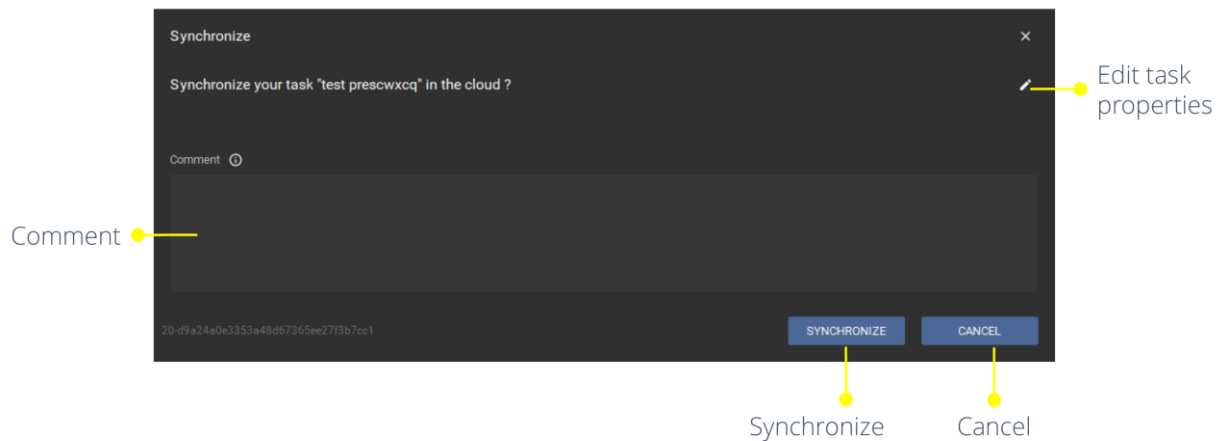 Synchronize
Synchronize your task "test prescwxcq" in the cloud ?
Edit task
properties
Comment
Comment
20-d9a24a0e3353a48d67365ee27f3b7cc1
SYNCHRONIZE
CANCEL
Synchronize
Cancel